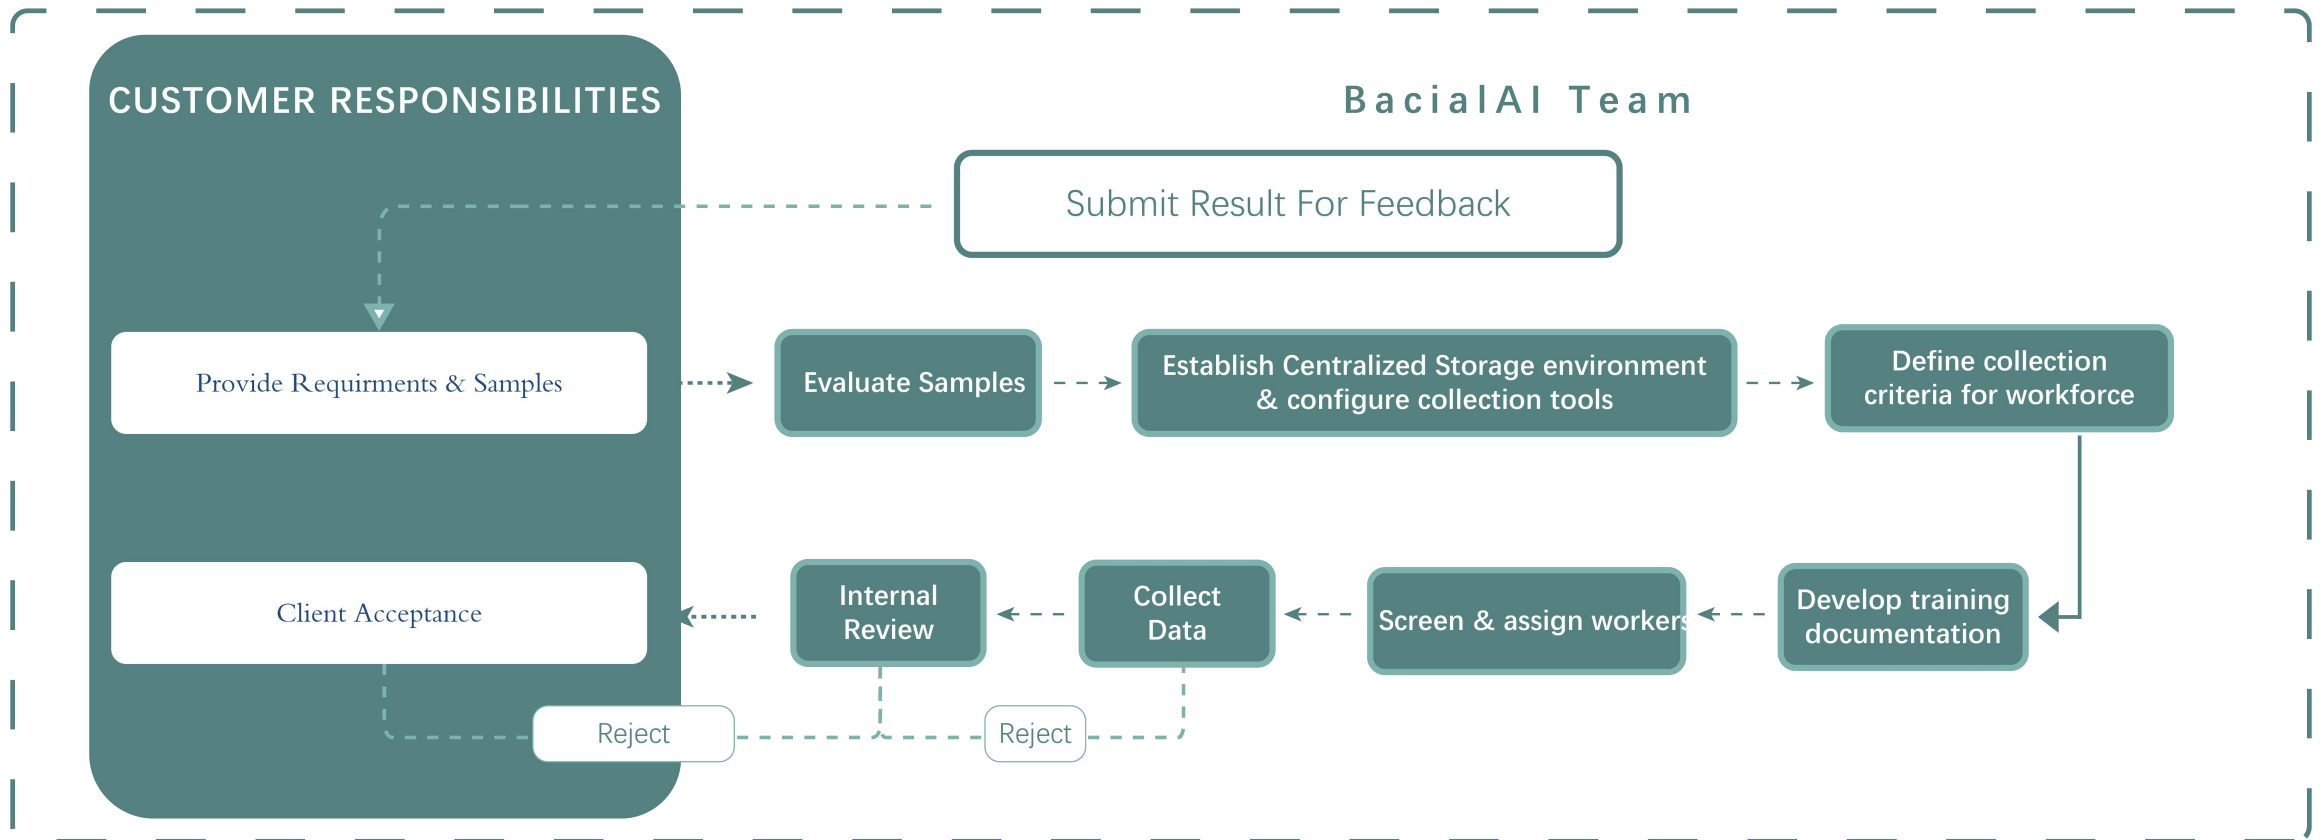 CUSTOMER RESPONSIBILITIES
BacialAI Team
Submit Result For Feedback
Provide Requirments & Samples
Evaluate Samples
Establish Centralized Storage environment
& configure collection tools
Define collection
criteria for workforce
Client Acceptance
Internal
Review
Collect
Data
Screen & assign workers
Develop training
documentation
Reject
Reject